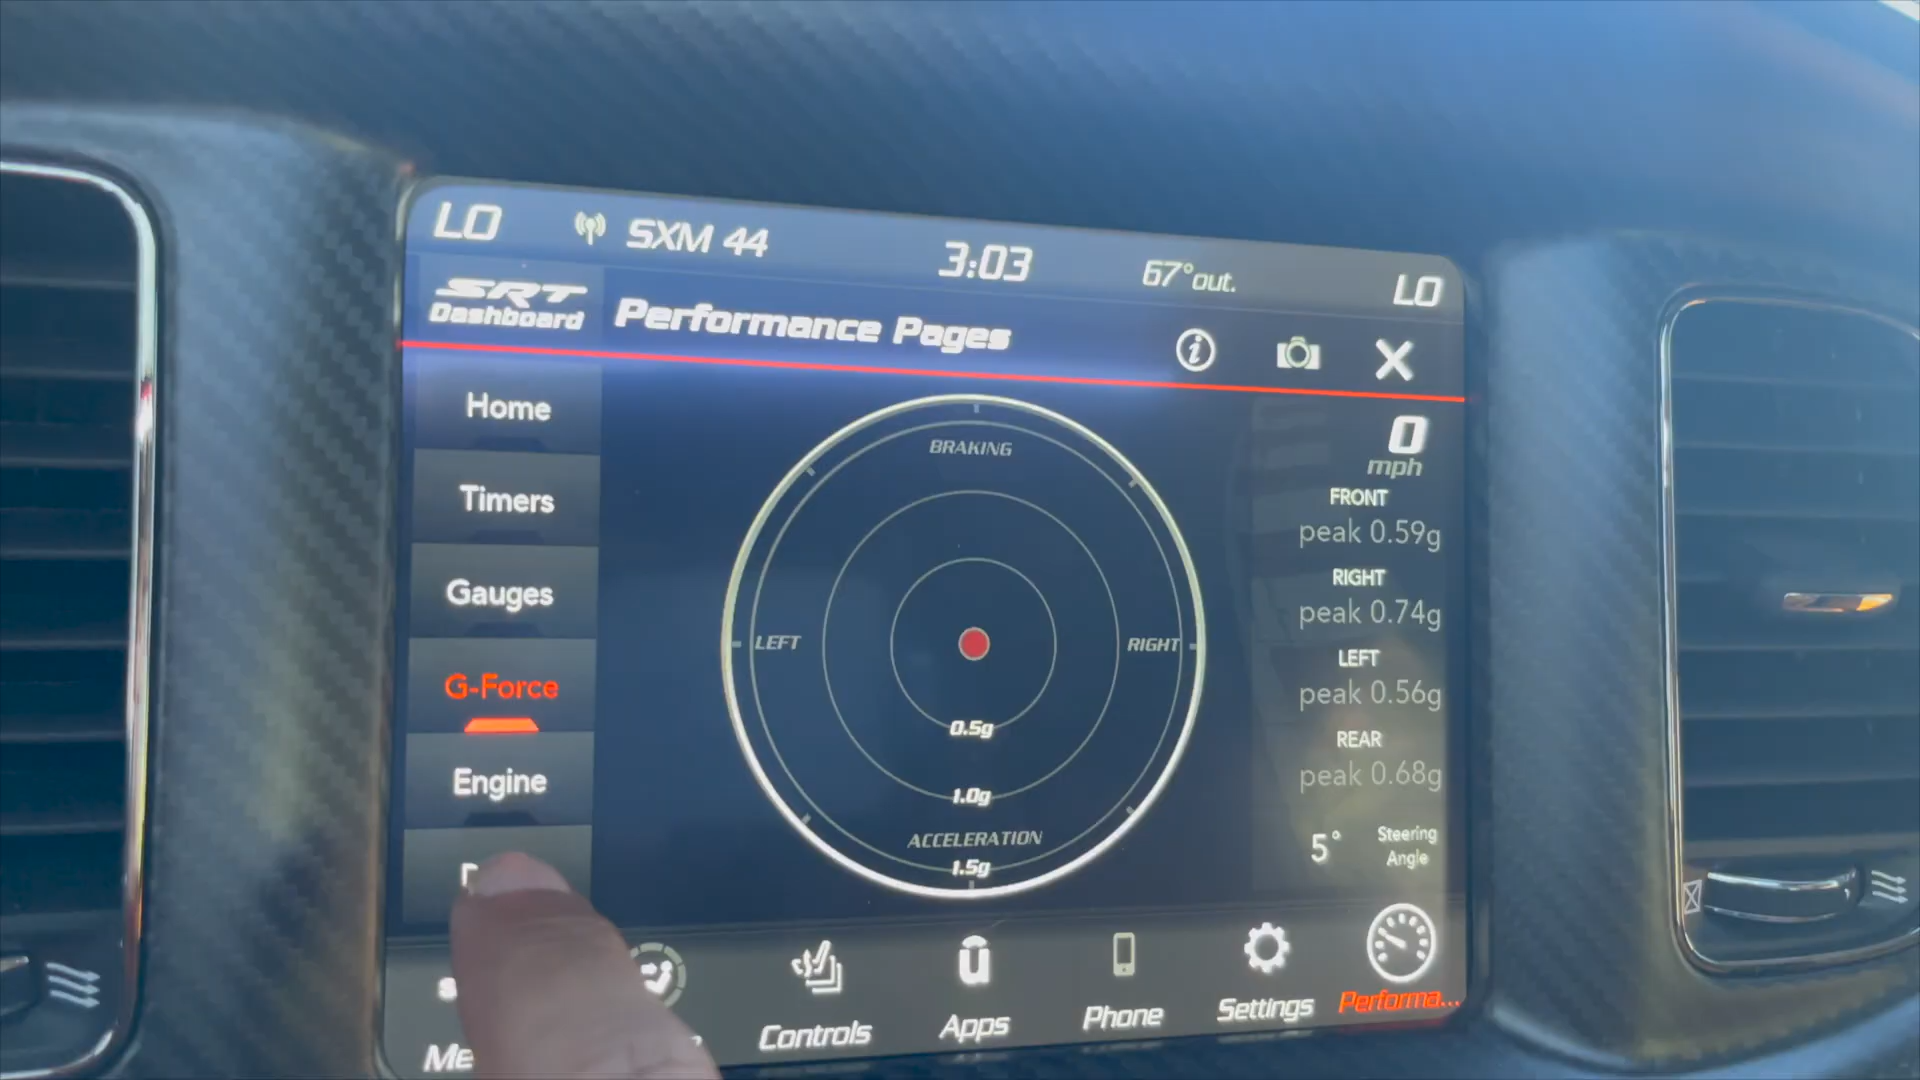 LO
SXM 44
3:03
67° out.
LO
SRT
Dashboard
Performance Pages
Home
Timers
Gauges
G-Force
Engine
BRAKING
LEFT
RIGHT
0.5g
1.0g
ACCELERATION
1.5g
0
mph
FRONT
peak 0.59g
RIGHT
peak 0.74g
LEFT
peak 0.56g
REAR
peak 0.68g
5° Steering
Angle
Controls
Apps
Phone
Settings
Performa...